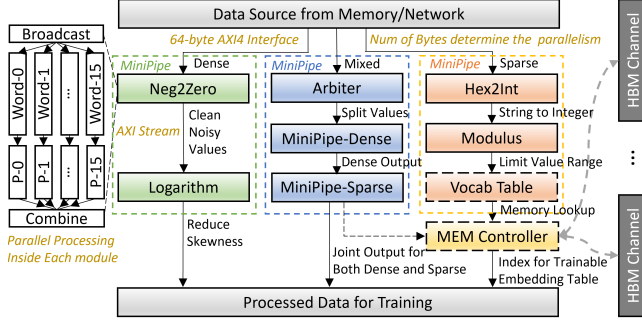 Data Source from Memory/Network
64-byte AXI4 Interface
Num of Bytes determine the parallelism
Broadcast
Word-0
Word-1
...
Word-15
P-0
P-1
...
P-15
Combine
Parallel Processing
Inside Each module
MiniPipe
Dense
Neg2Zero
AXI Stream
Clean
Noisy
Values
Logarithm
Reduce
Skewness
MiniPipe
Mixed
Arbiter
Split Values
MiniPipe-Dense
Dense Output
MiniPipe-Sparse
Joint Output for
Both Dense and Sparse
MiniPipe
Sparse
Hex2Int
String to Integer
Modulus
Limit Value Range
Vocab Table
Memory Lookup
MEM Controller
Index for Trainable
Embedding Table
HBM Channel
...
HBM Channel
Processed Data for Training